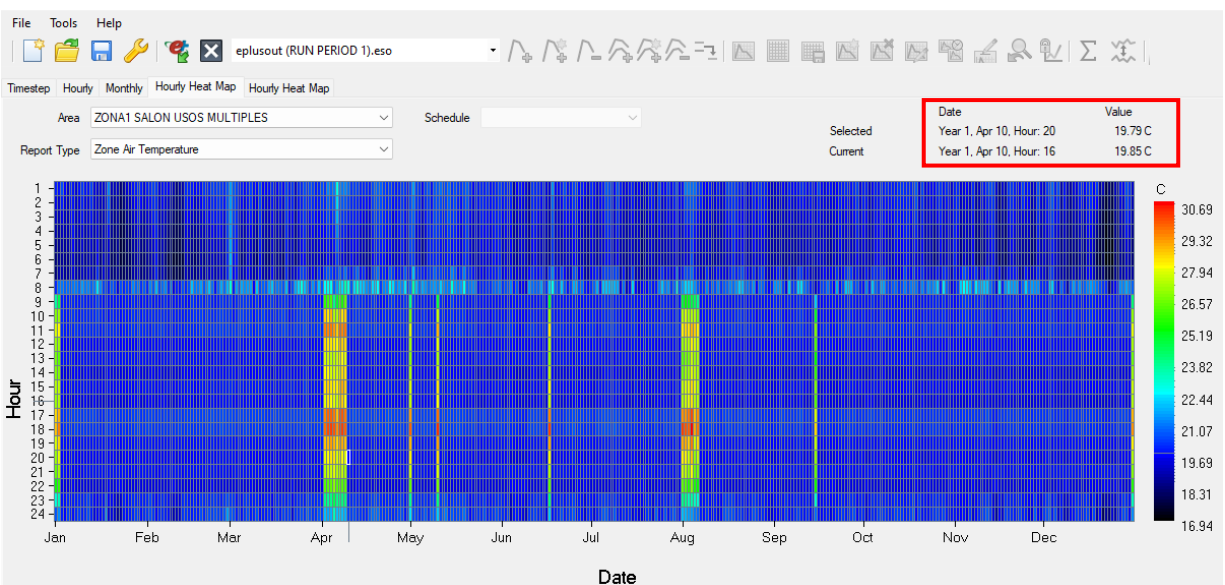 File Tools Help
eplusout (RUN PERIOD 1).eso
Timestep Hourly Monthly Hourly Heat Map Hourly Heat Map
Area ZONA1 SALON USOS MULTIPLES Schedule
Date Value
Selected Year 1, Apr 10, Hour: 20 19.79 C
Report Type Zone Air Temperature
Current Year 1, Apr 10, Hour: 16 19.85 C
C
Hour
1
2
3
4
5
6
7
8
9
10
11
12
13
14
15
16
17
18
19
20
21
22
23
24
30.69
29.32
27.94
26.57
25.19
23.82
22.44
21.07
19.69
18.31
16.94
Jan Feb Mar Apr May Jun Jul Aug Sep Oct Nov Dec
Date